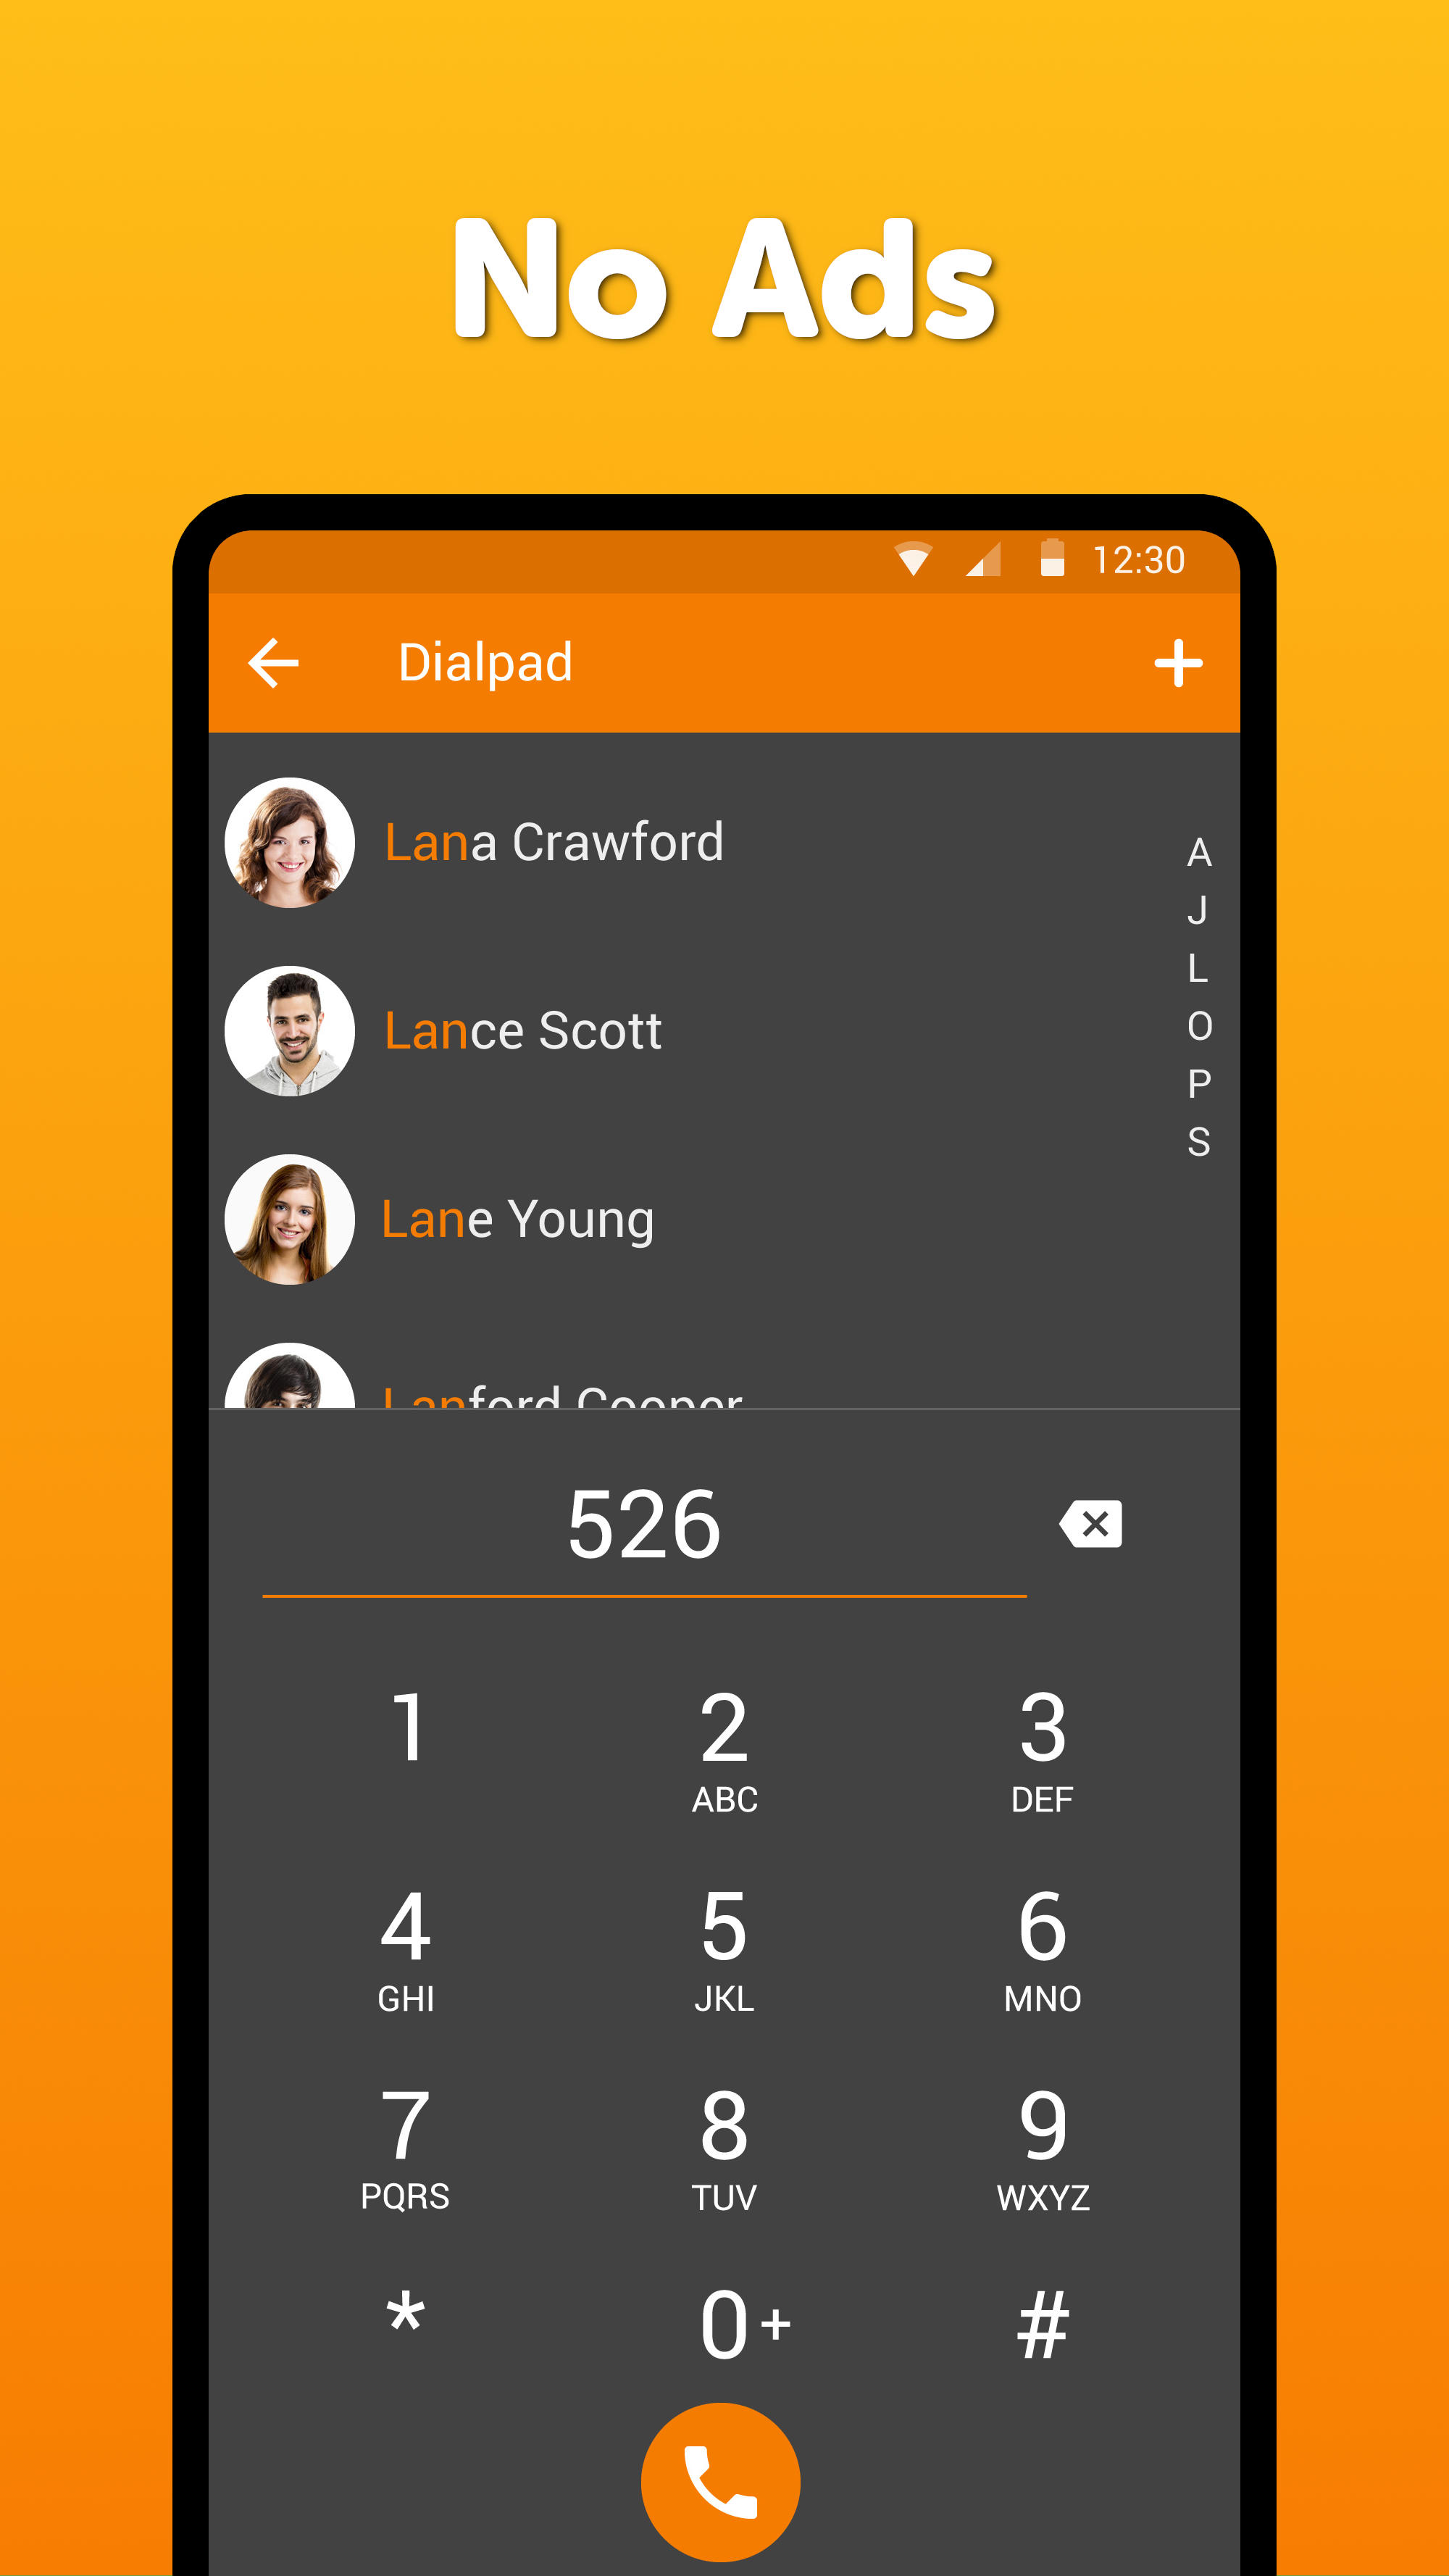 No Ads
12:30
Dialpad
Lana Crawford
A
J
Lance Scott
L
O
P
Lane Young
S
Lanford Cooper
526
1
2
3
ABC
DEF
4
5
6
GHI
JKL
MNO
7
8
9
PQRS
TUV
WXYZ
*
0+
#